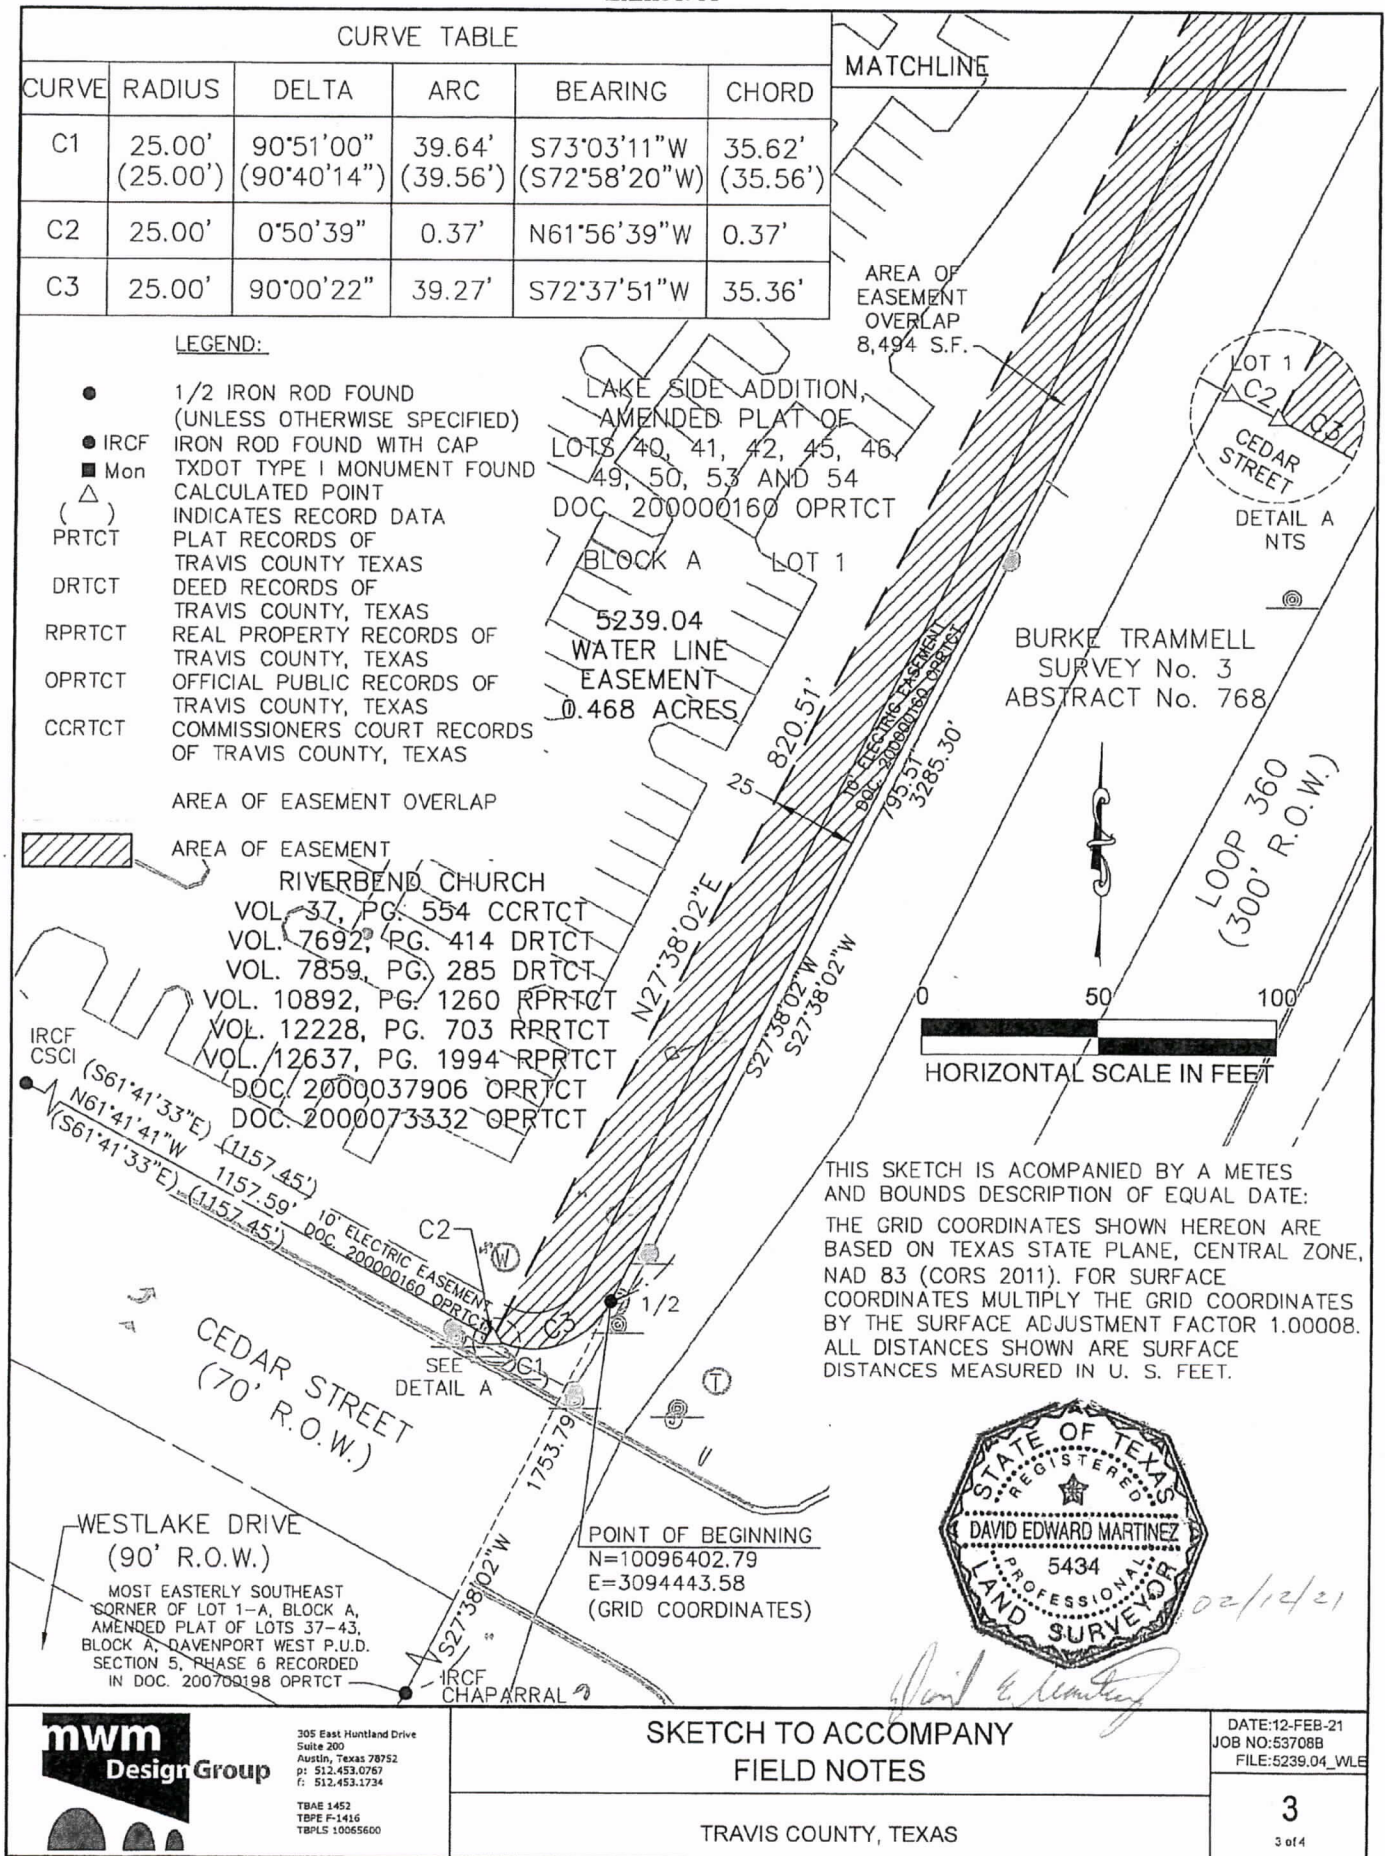 CURVE TABLE
CURVE RADIUS DELTA ARC BEARING CHORD
C1 25.00' 90°51'00" 39.64' S73°03'11"W 35.62'
(25.00') (90°40'14") (39.56') (S72°58'20"W) (35.56')
C2 25.00' 0°50'39" 0.37' N61°56'39"W 0.37'
C3 25.00' 90°00'22" 39.27' S72°37'51"W 35.36'
MATCHLINE
AREA OF
EASEMENT
OVERLAP
8,494 S.F.
LOT 1
C2
C3
CEDAR
STREET
DETAIL A
NTS
LEGEND:
1/2 IRON ROD FOUND
(UNLESS OTHERWISE SPECIFIED)
IRCF IRON ROD FOUND WITH CAP
Mon TXDOT TYPE I MONUMENT FOUND
CALCULATED POINT
( ) INDICATES RECORD DATA
PRTCT PLAT RECORDS OF
TRAVIS COUNTY TEXAS
DRTCT DEED RECORDS OF
TRAVIS COUNTY, TEXAS
RPRTCT REAL PROPERTY RECORDS OF
TRAVIS COUNTY, TEXAS
OPRTCT OFFICIAL PUBLIC RECORDS OF
TRAVIS COUNTY, TEXAS
CCRTCT COMMISSIONERS COURT RECORDS
OF TRAVIS COUNTY, TEXAS
AREA OF EASEMENT OVERLAP
AREA OF EASEMENT
LAKE SIDE ADDITION,
AMENDED PLAT OF
LOTS 40, 41, 42, 45, 46,
49, 50, 53 AND 54
DOC. 200000160 OPRTCT
BLOCK A LOT 1
5239.04
WATER LINE
EASEMENT
0.468 ACRES
BURKE TRAMMELL
SURVEY No. 3
ABSTRACT No. 768
820.51'
25
10' ELECTRIC EASEMENT
DOC. 200000160 OPRTCT
795.51'
3285.30'
LOOP 360
(300' R.O.W.)
N27°38'02"E
S27°38'02"W
S27°38'02"W
RIVERBEND CHURCH
VOL. 37, PG. 554 CCRTCT
VOL. 7692, PG. 414 DRTCT
VOL. 7859, PG. 285 DRTCT
VOL. 10892, PG. 1260 RPRTCT
VOL. 12228, PG. 703 RPRTCT
VOL. 12637, PG. 1994 RPRTCT
DOC. 2000037906 OPRTCT
DOC. 2000073332 OPRTCT
0 50 100
HORIZONTAL SCALE IN FEET
IRCF
CSCI
(S61°41'33"E) (1157.45')
N61°41'41"W 1157.59'
(S61°41'33"E) (1157.45')
10' ELECTRIC EASEMENT
DOC. 200000160 OPRTCT
C2
W
C3
1/2
C1
SEE
DETAIL A
T
CEDAR STREET
(70' R.O.W.)
1753.79'
S27°38'02"W
THIS SKETCH IS ACOMPANIED BY A METES
AND BOUNDS DESCRIPTION OF EQUAL DATE:
THE GRID COORDINATES SHOWN HEREON ARE
BASED ON TEXAS STATE PLANE, CENTRAL ZONE,
NAD 83 (CORS 2011). FOR SURFACE
COORDINATES MULTIPLY THE GRID COORDINATES
BY THE SURFACE ADJUSTMENT FACTOR 1.00008.
ALL DISTANCES SHOWN ARE SURFACE
DISTANCES MEASURED IN U. S. FEET.
STATE OF TEXAS
REGISTERED
DAVID EDWARD MARTINEZ
5434
PROFESSIONAL
LAND SURVEYOR
02/12/21
David E. Martinez
WESTLAKE DRIVE
(90' R.O.W.)
MOST EASTERLY SOUTHEAST
CORNER OF LOT 1-A, BLOCK A,
AMENDED PLAT OF LOTS 37-43,
BLOCK A, DAVENPORT WEST P.U.D.
SECTION 5, PHASE 6 RECORDED
IN DOC. 200700198 OPRTCT
IRCF
CHAPARRAL
POINT OF BEGINNING
N=10096402.79
E=3094443.58
(GRID COORDINATES)
mwm
DesignGroup
305 East Huntland Drive
Suite 200
Austin, Texas 78752
p: 512.453.0767
f: 512.453.1734
TBAE 1452
TBPE F-1416
TBPLS 10065600
SKETCH TO ACCOMPANY
FIELD NOTES
TRAVIS COUNTY, TEXAS
DATE:12-FEB-21
JOB NO:53708B
FILE:5239.04_WLE
3
3 of 4